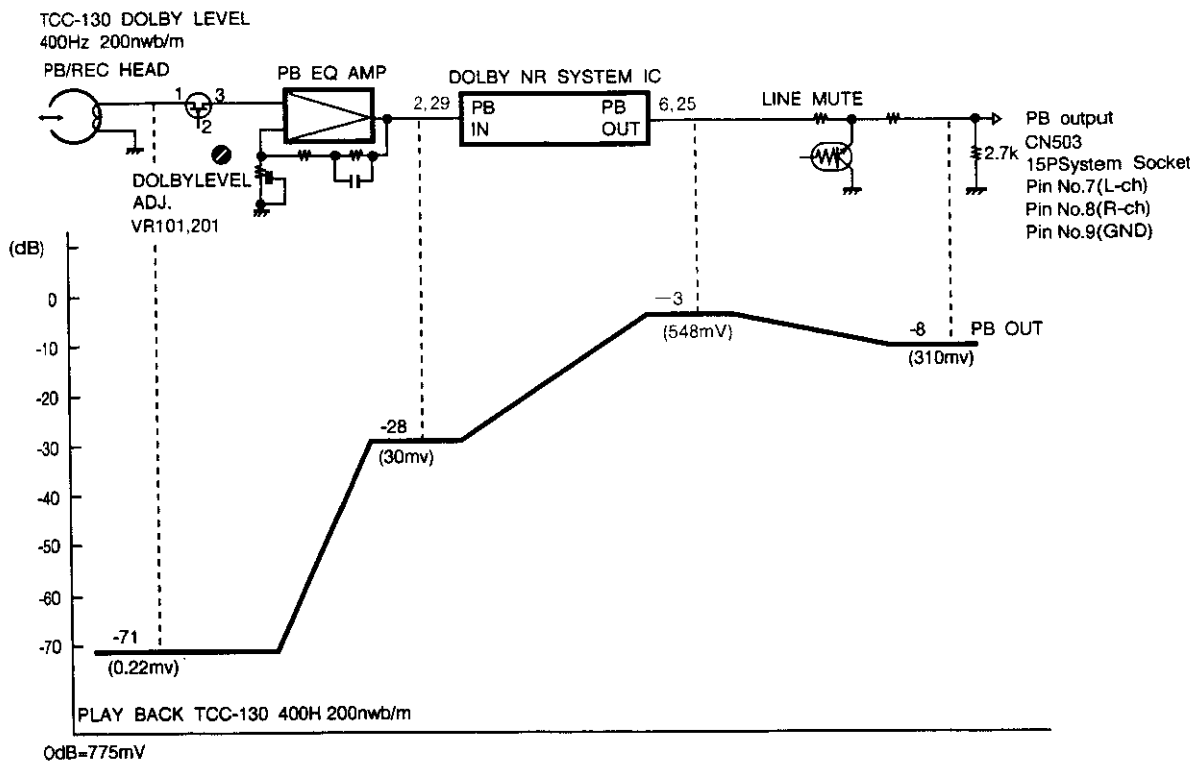 TCC-130 DOLBY LEVEL
400Hz 200nwb/m
PB/REC HEAD
1
3
2
PB EQ AMP
2,29
DOLBY NR SYSTEM IC
PB IN
PB OUT
6,25
LINE MUTE
2.7k
PB output
CN503
15PSystem Socket
Pin No.7(L-ch)
Pin No.8(R-ch)
Pin No.9(GND)
DOLBYLEVEL
ADJ.
VR101,201
(dB)
0
-10
-20
-30
-40
-50
-60
-70
-71
(0.22mv)
-28
(30mv)
—3
(548mV)
-8
(310mv)
PB OUT
PLAY BACK TCC-130 400H 200nwb/m
0dB=775mV